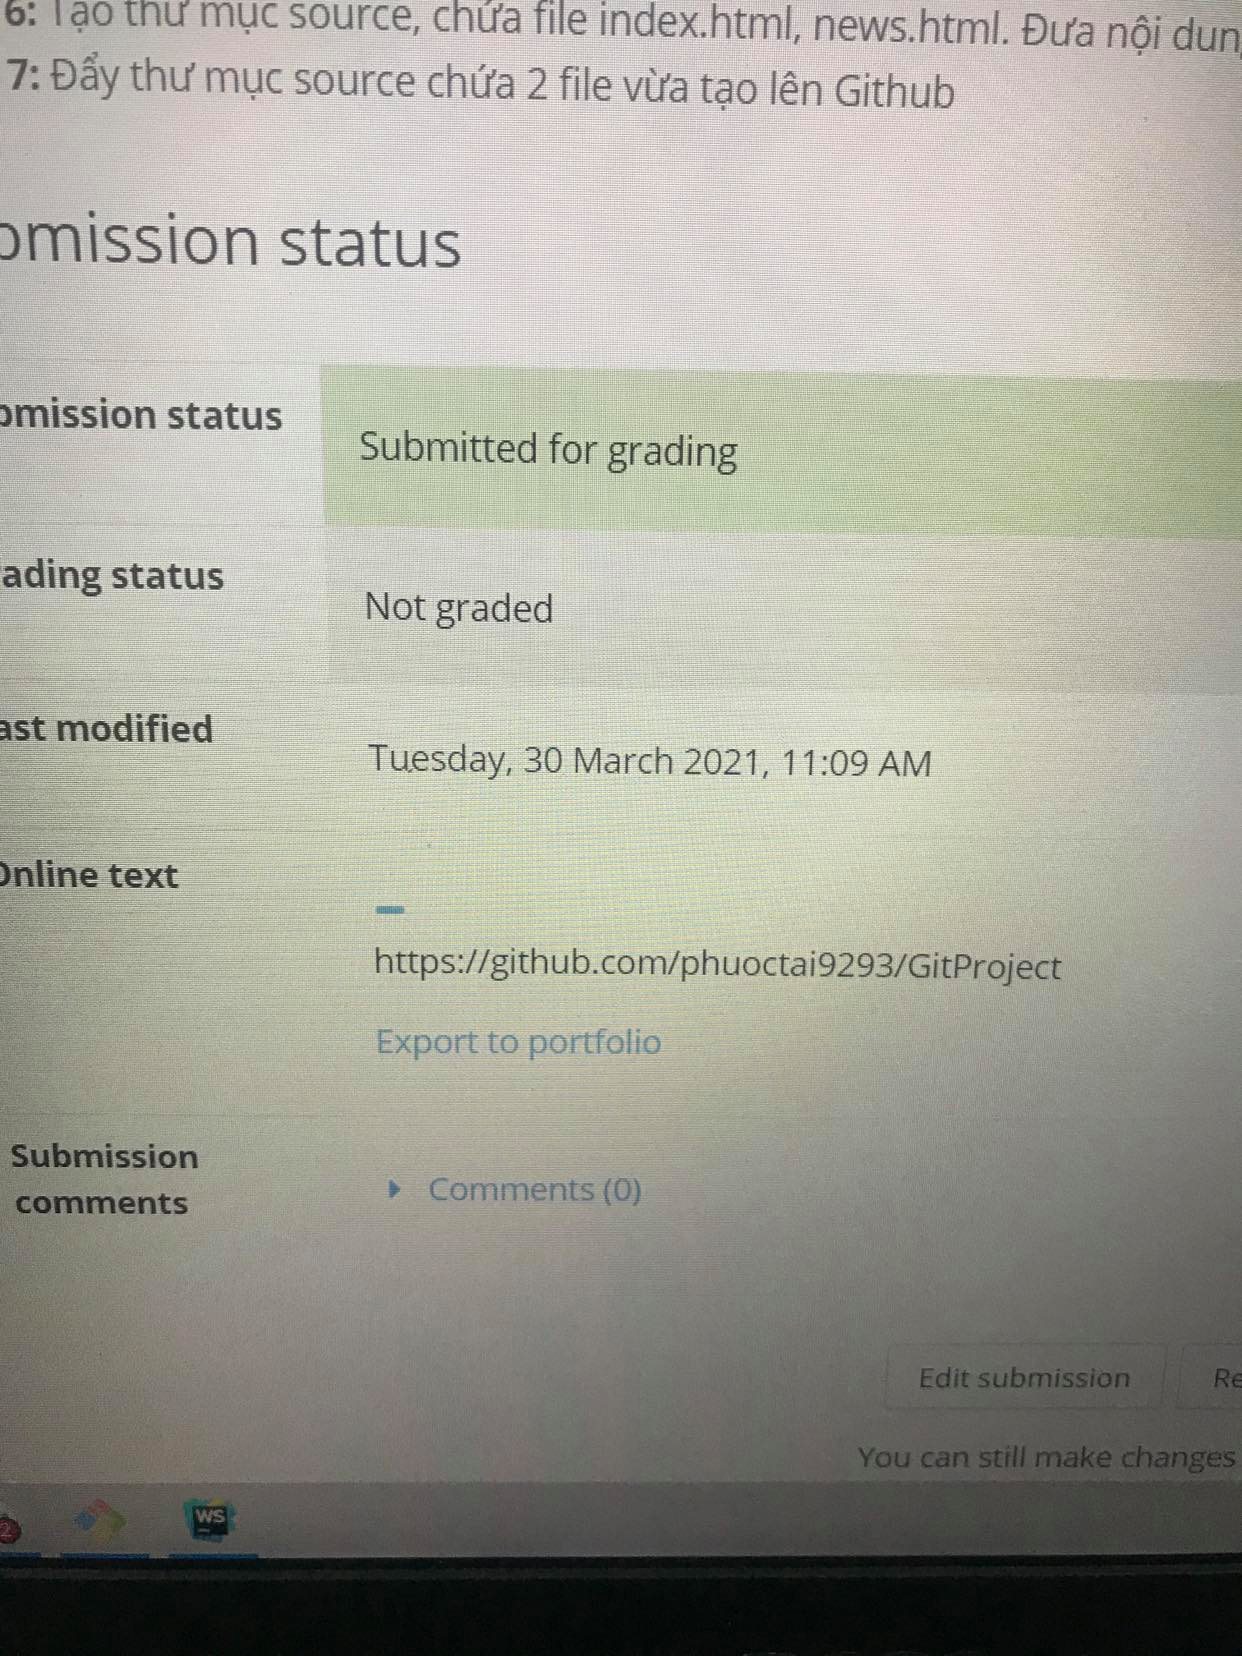 6: Tạo thư mục source, chứa file index.html, news.html. Đưa nội dun
7: Đẩy thư mục source chứa 2 file vừa tạo lên Github
omission status
omission status
Submitted for grading
ading status
Not graded
ast modified
Tuesday, 30 March 2021, 11:09 AM
Online text
https://github.com/phuoctai9293/GitProject
Export to portfolio
Submission
comments
Comments (0)
Edit submission
Re
You can still make changes
2
WS